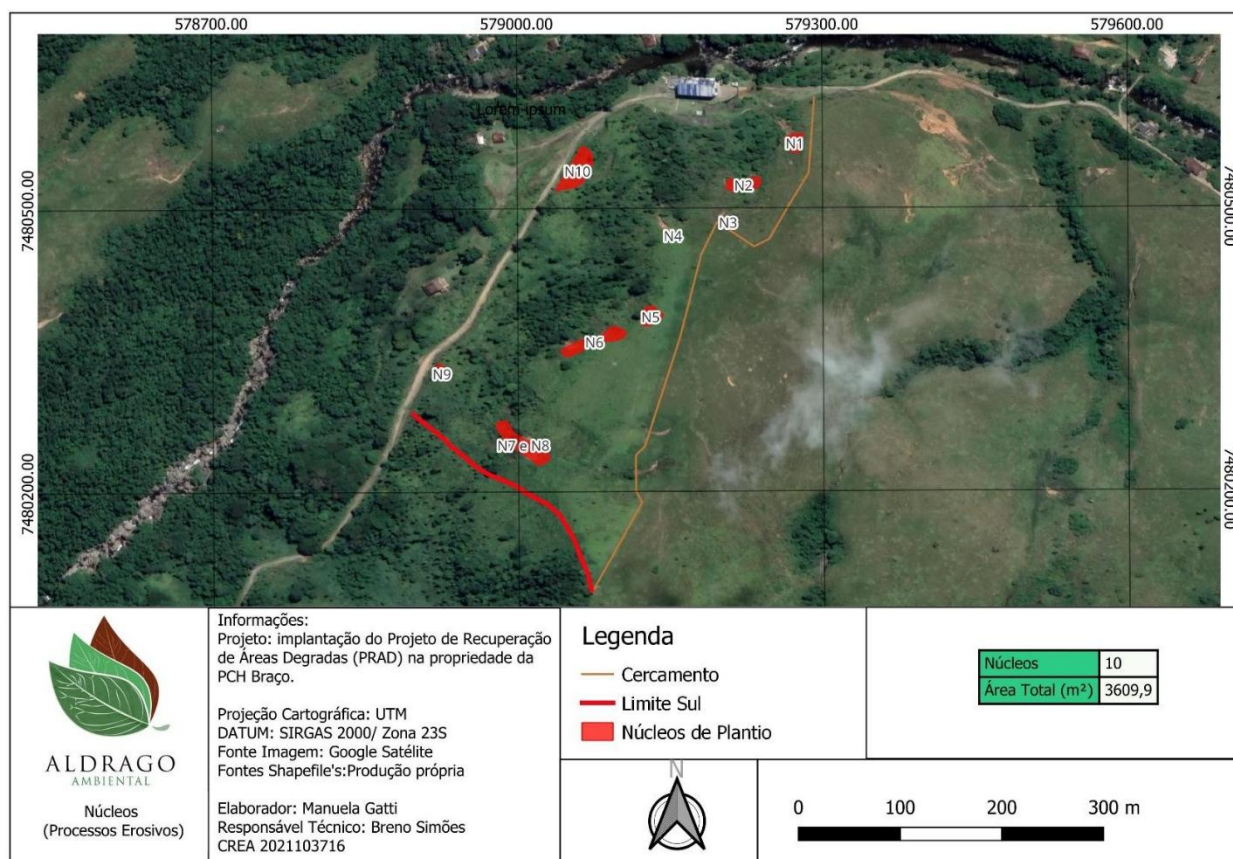 578700.00
579000.00
579300.00
579600.00
Lorem ipsum
N1
N10
N2
7480500.00
7480500.00
N3
N4
N5
N6
N9
N7 e N8
7480200.00
7480200.00
ALDRAGO
AMBIENTAL
Núcleos
(Processos Erosivos)
Informações:
Projeto: implantação do Projeto de Recuperação
de Áreas Degradadas (PRAD) na propriedade da
PCH Braço.
Projeção Cartográfica: UTM
DATUM: SIRGAS 2000/ Zona 23S
Fonte Imagem: Google Satélite
Fontes Shapefile's:Produção própria
Elaborador: Manuela Gatti
Responsável Técnico: Breno Simões
CREA 2021103716
Legenda
Cercamento
Limite Sul
Núcleos de Plantio
N
Núcleos 10
Área Total (m²) 3609,9
0 100 200 300 m